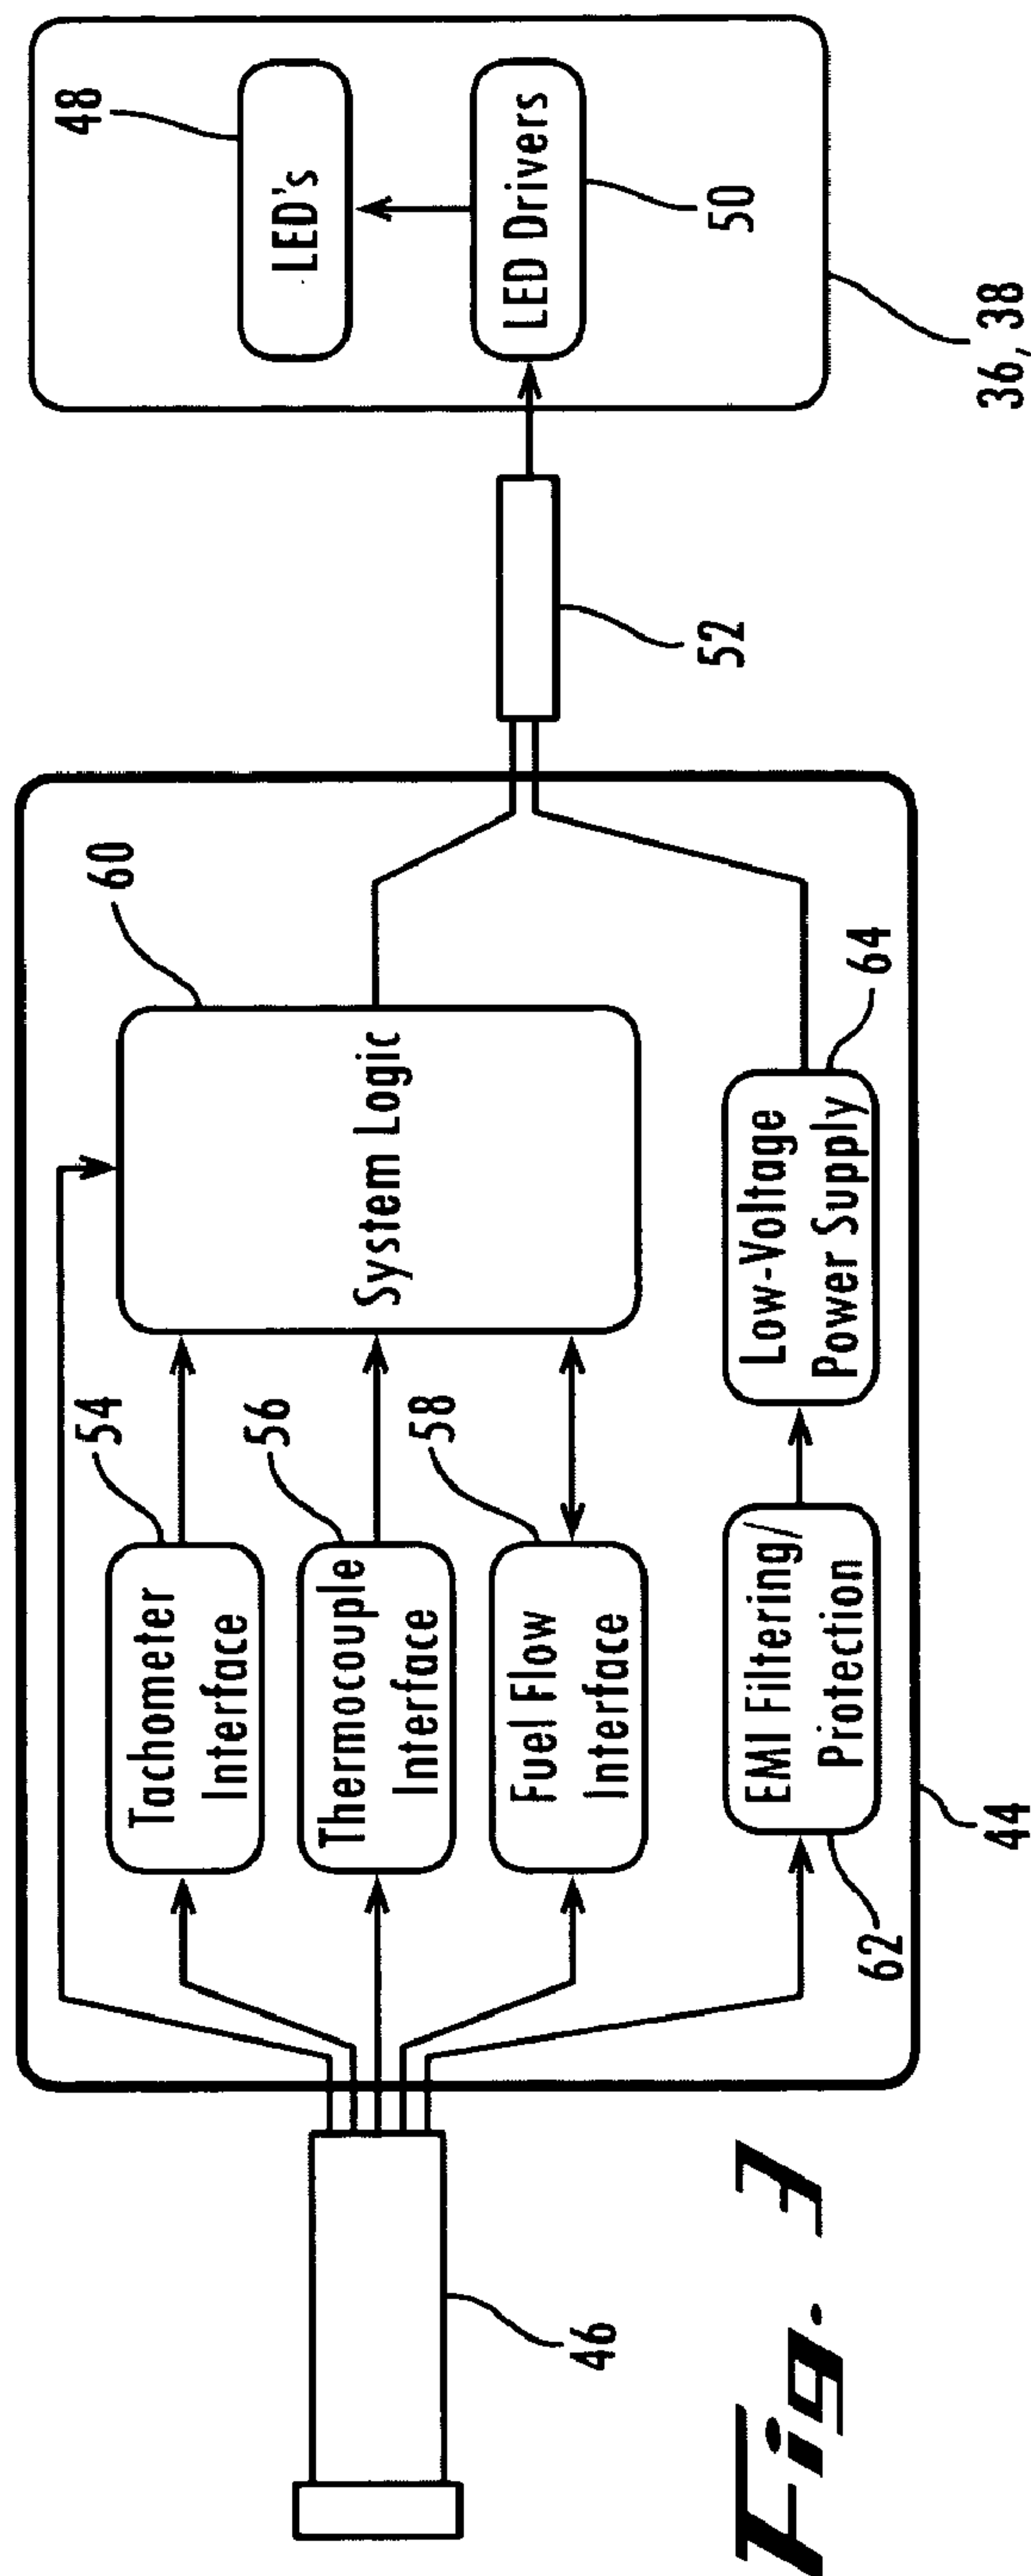 60
54
Tachometer
Interface
56
Thermocouple
Interface
58
Fuel Flow
Interface
System Logic
62
EMI Filtering/
Protection
Low-Voltage
Power Supply
64
44
46
52
48
LED's
LED Drivers
50
36, 38
Fig. 3